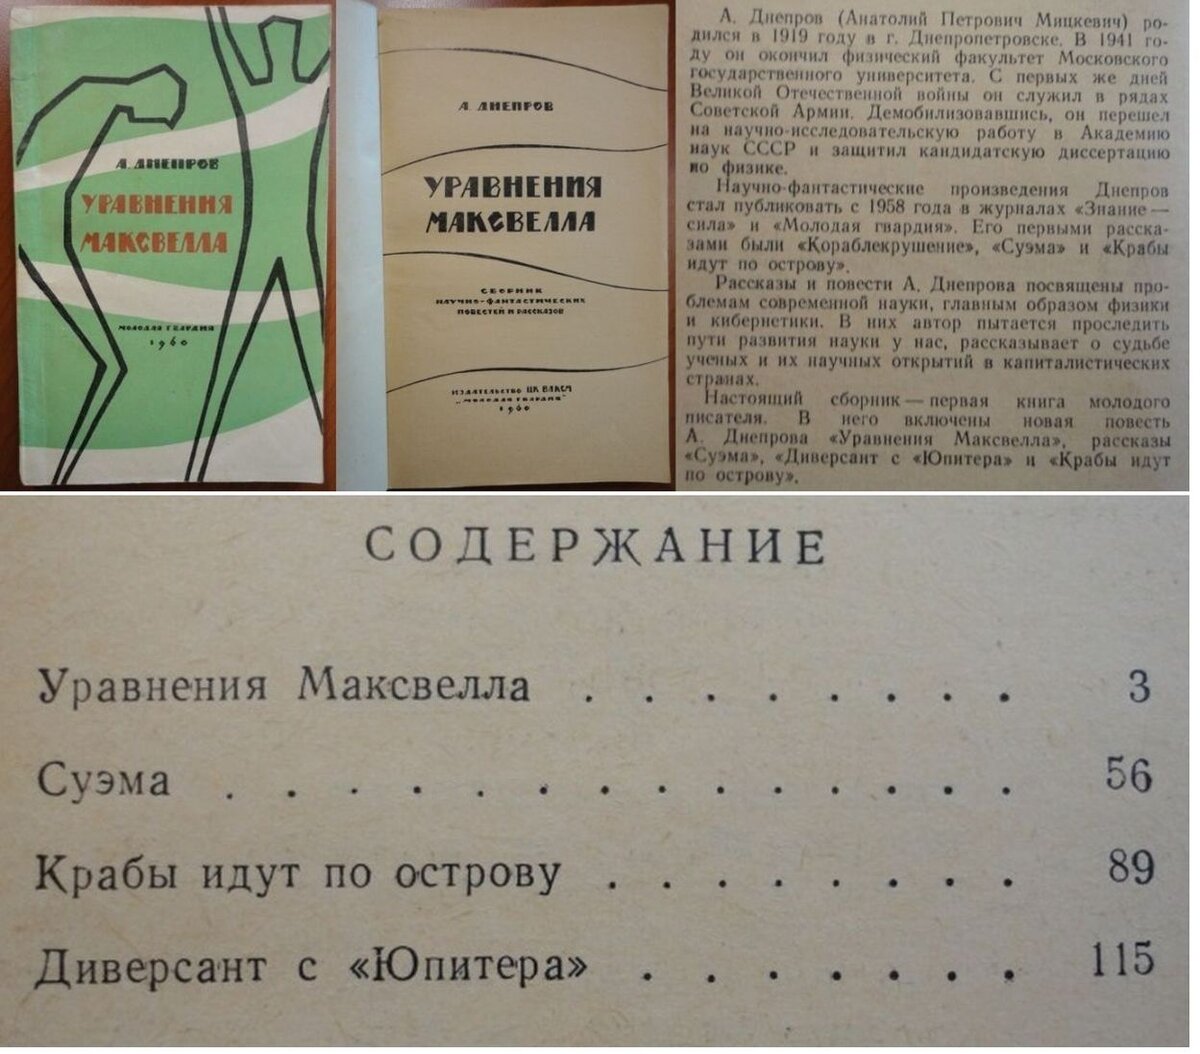 А. ДНЕПРОВ
УРАВНЕНИЯ
МАКСВЕЛЛА
МОЛОДАЯ ГВАРДИЯ
1960
А. ДНЕПРОВ
УРАВНЕНИЯ
МАКСВЕЛЛА
СБОРНИК
НАУЧНО-ФАНТАСТИЧЕСКИХ
ПОВЕСТЕЙ И РАССКАЗОВ
ИЗДАТЕЛЬСТВО ЦК ВЛКСМ
„МОЛОДАЯ ГВАРДИЯ"
1960
А. Днепров (Анатолий Петрович Мицкевич) ро-
дился в 1919 году в г. Днепропетровске. В 1941 го-
ду он окончил физический факультет Московского
государственного университета. С первых же дней
Великой Отечественной войны он служил в рядах
Советской Армии. Демобилизовавшись, он перешел
на научно-исследовательскую работу в Академию
наук СССР и защитил кандидатскую диссертацию
по физике.
Научно-фантастические произведения Днепров
стал публиковать с 1958 года в журналах «Знание —
сила» и «Молодая гвардия». Его первыми расска-
зами были «Кораблекрушение», «Суэма» и «Крабы
идут по острову».
Рассказы и повести А. Днепрова посвящены про-
блемам современной науки, главным образом физики
и кибернетики. В них автор пытается проследить
пути развития науки у нас, рассказывает о судьбе
ученых и их научных открытий в капиталистических
странах.
Настоящий сборник — первая книга молодого
писателя. В него включены новая повесть
А. Днепрова «Уравнения Максвелла», рассказы
«Суэма», «Диверсант с «Юпитера» и «Крабы идут
по острову».
СОДЕРЖАНИЕ
Уравнения Максвелла . . . . . . . . 3
Суэма . . . . . . . . . . . . . . 56
Крабы идут по острову . . . . . . . . 89
Диверсант с «Юпитера» . . . . . . . 115